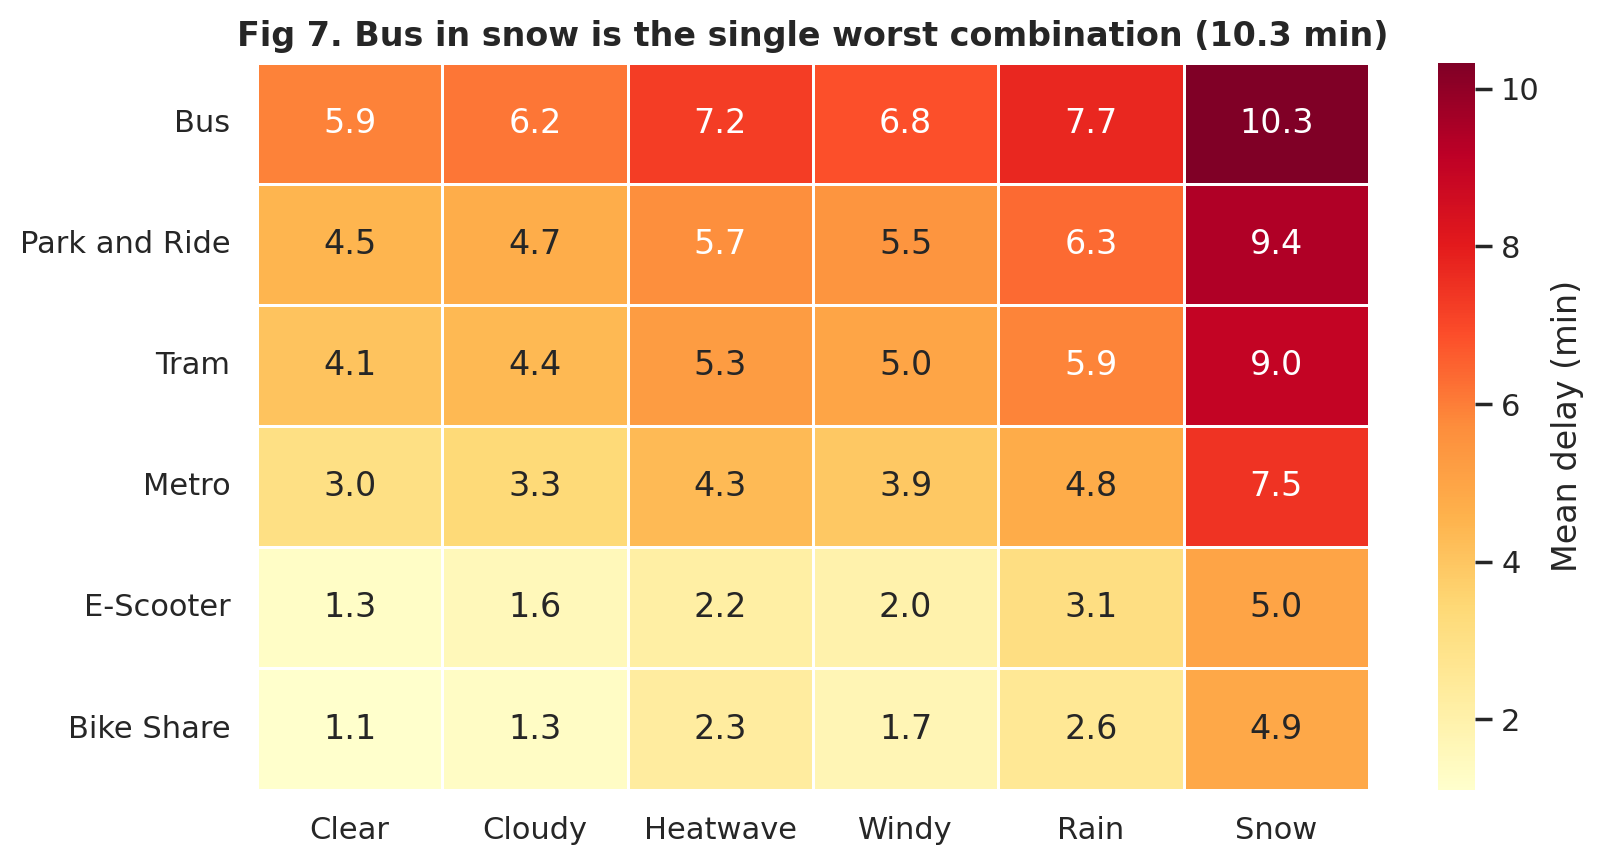 Fig 7. Bus in snow is the single worst combination (10.3 min)
Bus 5.9 6.2 7.2 6.8 7.7 10.3
Park and Ride 4.5 4.7 5.7 5.5 6.3 9.4
Tram 4.1 4.4 5.3 5.0 5.9 9.0
Metro 3.0 3.3 4.3 3.9 4.8 7.5
E-Scooter 1.3 1.6 2.2 2.0 3.1 5.0
Bike Share 1.1 1.3 2.3 1.7 2.6 4.9
Clear Cloudy Heatwave Windy Rain Snow
10
8
6
4
2
Mean delay (min)